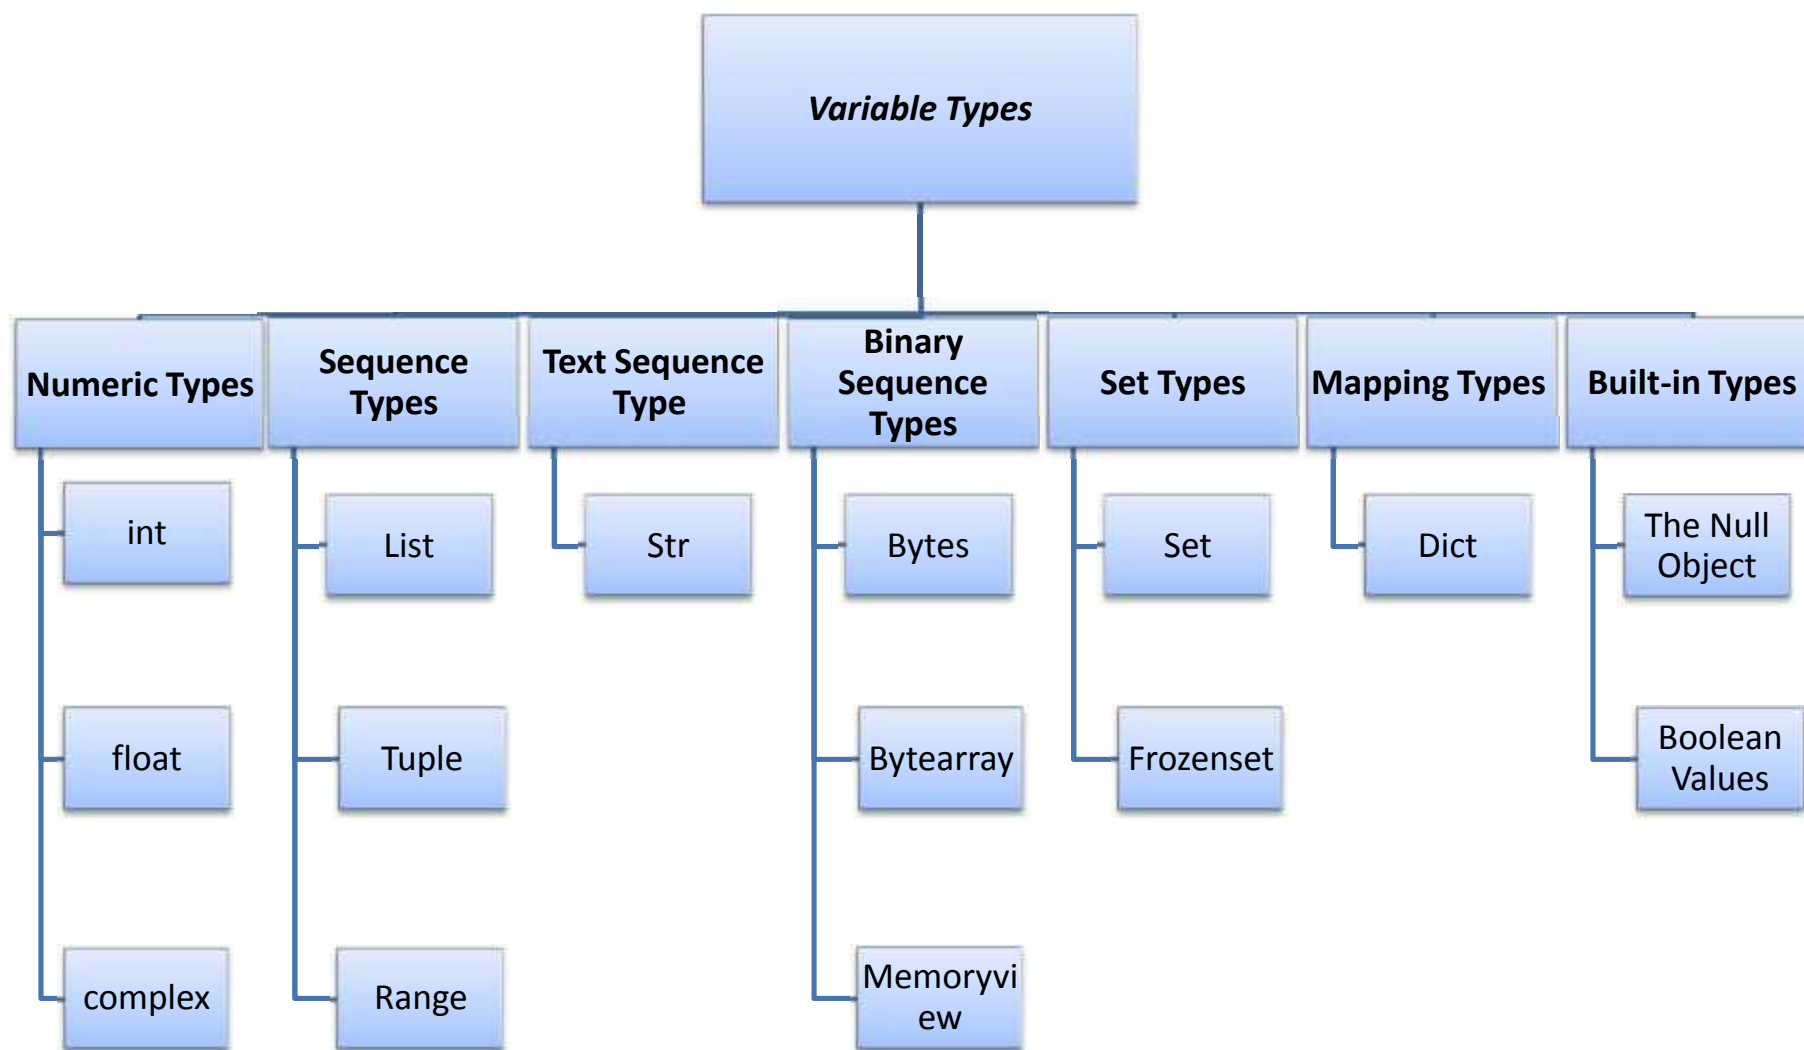 Variable Types
Numeric Types
Sequence
Types
Text Sequence
Type
Binary
Sequence
Types
Set Types
Mapping Types
Built-in Types
int
List
Str
Bytes
Set
Dict
The Null
Object
float
Tuple
Bytearray
Frozenset
Boolean
Values
complex
Range
Memoryvi
ew